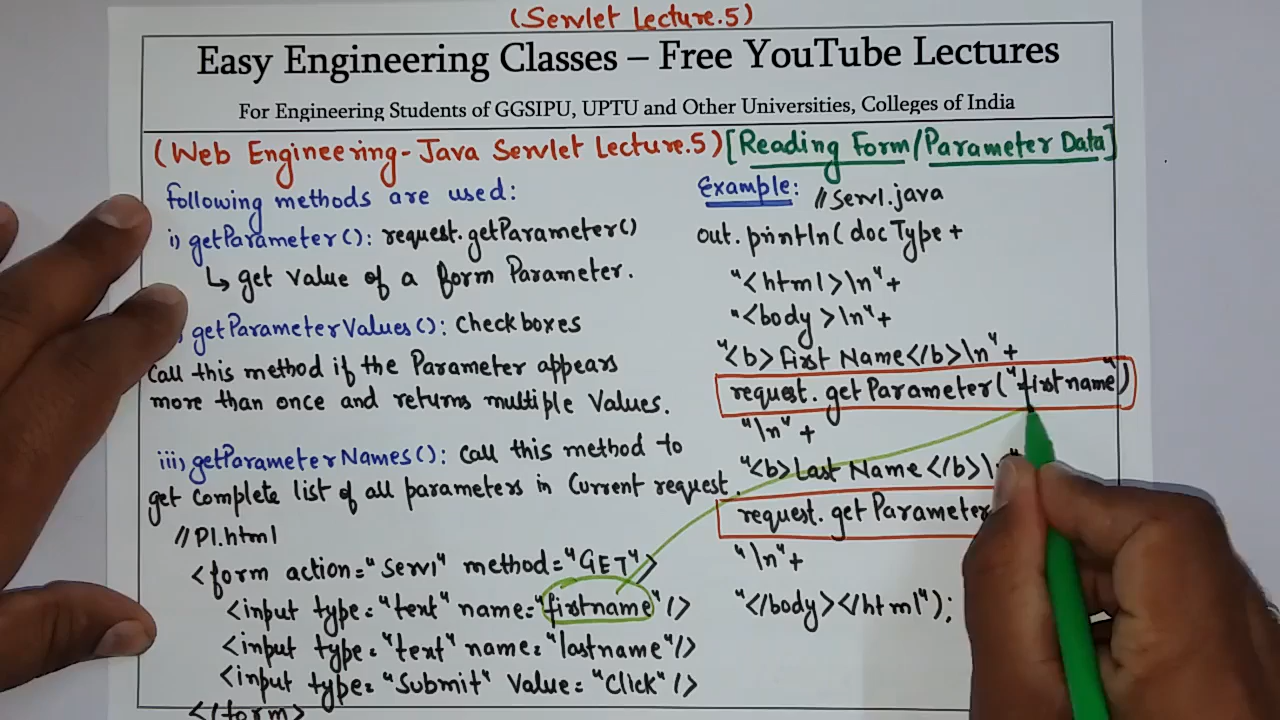 (Servlet Lecture.5)
Easy Engineering Classes – Free YouTube Lectures
For Engineering Students of GGSIPU, UPTU and Other Universities, Colleges of India
(Web Engineering-Java Servlet Lecture.5) [Reading Form/Parameter Data]
following methods are used:
i) getParameter(): request.getParameter()
↳ get value of a form Parameter.
) getParameterValues(): Checkboxes
Call this method if the Parameter appears
more than once and returns multiple Values.
iii) getParameterNames(): Call this method to
get complete list of all parameters in Current request.
//P1.html
<form action="Serv1" method="GET">
<input type="text" name="firstname"/>
<input type="text" name="lastname"/>
<input type="Submit" Value="Click"/>
</form>
Example: //Serv1.java
out.println(docType +
"<html>\n"+
"<body>\n"+
"<b>First Name</b>\n"+
request.getParameter("firstname")
"\n"+
"<b>Last Name</b>\
request.getParameter
"\n"+
"</body></html");